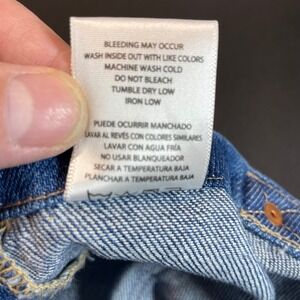 BLEEDING MAY OCCUR
WASH INSIDE OUT WITH LIKE COLORS
MACHINE WASH COLD
DO NOT BLEACH
TUMBLE DRY LOW
IRON LOW
PUEDE OCURRIR MANCHADO
LAVAR AL REVÉS CON COLORES SIMILARES
LAVAR CON AGUA FRÍA
NO USAR BLANQUEADOR
SECAR A TEMPERATURA BAJA
PLANCHAR A TEMPERATURA BAJA